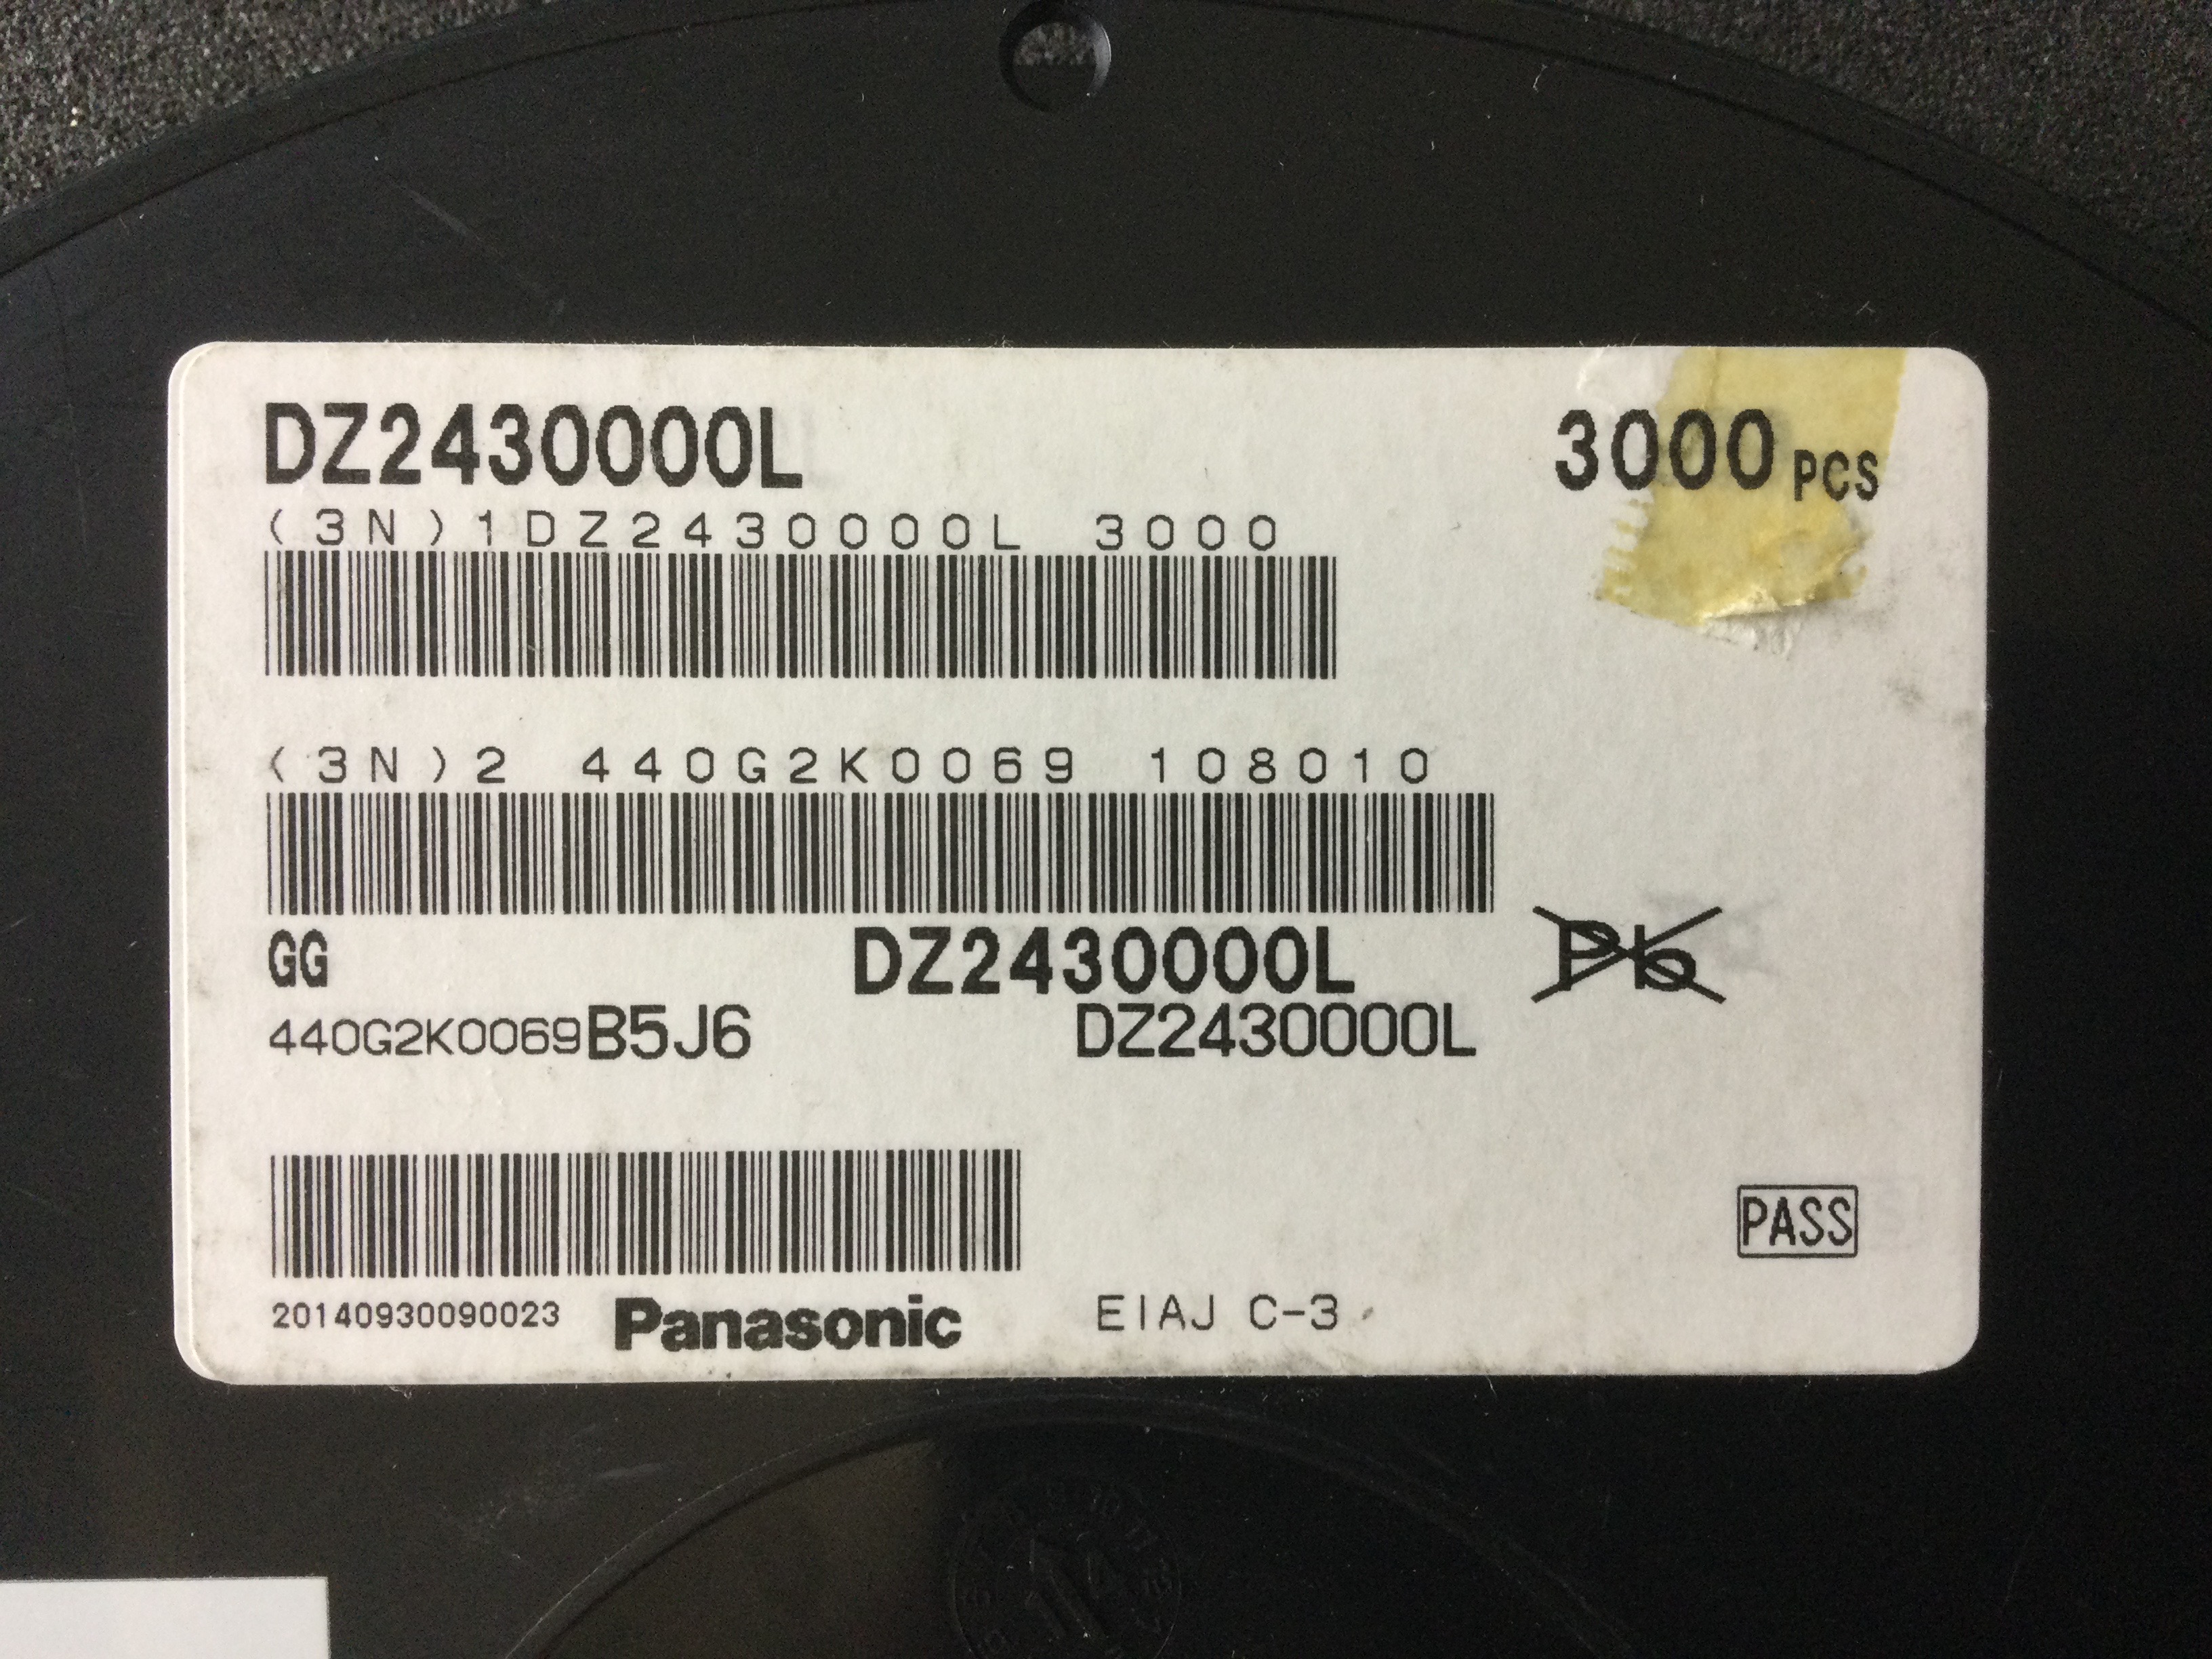 DZ2430000L 3000 PCS
(3N)1DZ2430000L 3000
(3N)2 440G2K0069 108010
GG DZ2430000L Pb
440G2K0069B5J6 DZ2430000L
PASS
20140930090023 Panasonic EIAJ C-3